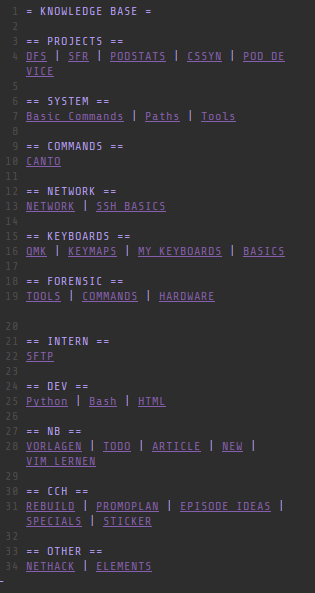 1 = KNOWLEDGE BASE =
2
3 == PROJECTS ==
4 DFS | SFR | PODSTATS | CSSYN | POD DE
VICE
5
6 == SYSTEM ==
7 Basic Commands | Paths | Tools
8
9 == COMMANDS ==
10 CANTO
11
12 == NETWORK ==
13 NETWORK | SSH BASICS
14
15 == KEYBOARDS ==
16 QMK | KEYMAPS | MY KEYBOARDS | BASICS
17
18 == FORENSIC ==
19 TOOLS | COMMANDS | HARDWARE
20
21 == INTERN ==
22 SFTP
23
24 == DEV ==
25 Python | Bash | HTML
26
27 == NB ==
28 VORLAGEN | TODO | ARTICLE | NEW |
VIM LERNEN
29
30 == CCH ==
31 REBUILD | PROMOPLAN | EPISODE IDEAS |
SPECIALS | STICKER
32
33 == OTHER ==
34 NETHACK | ELEMENTS